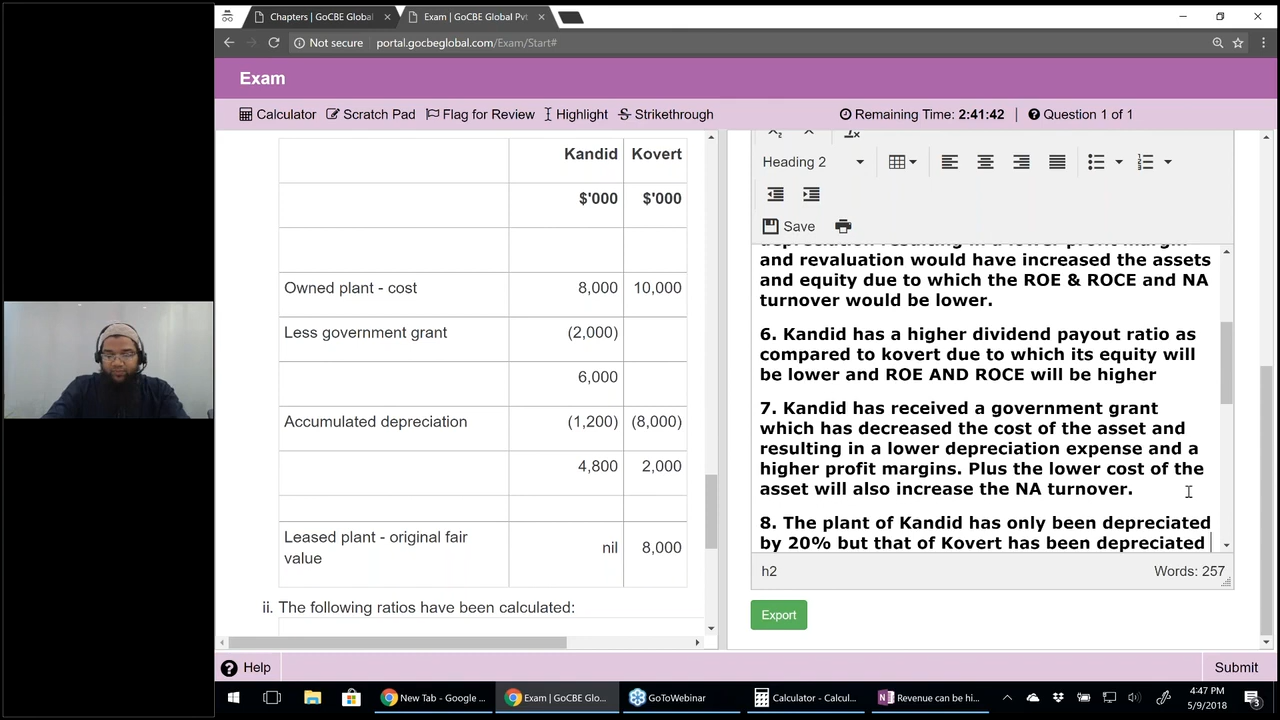 Chapters | GoCBE Global
Exam | GoCBE Global Pvt
Not secure portal.gocbeglobal.com/Exam/Start#
Exam
Calculator Scratch Pad Flag for Review Highlight Strikethrough Remaining Time: 2:41:42 Question 1 of 1
Kandid Kovert
$'000 $'000
Owned plant - cost 8,000 10,000
Less government grant (2,000)
6,000
Accumulated depreciation (1,200) (8,000)
4,800 2,000
Leased plant - original fair
value
nil 8,000
ii. The following ratios have been calculated:
Heading 2
Save
depreciation resulting in a lower profit margin
and revaluation would have increased the assets
and equity due to which the ROE & ROCE and NA
turnover would be lower.
6. Kandid has a higher dividend payout ratio as
compared to kovert due to which its equity will
be lower and ROE AND ROCE will be higher
7. Kandid has received a government grant
which has decreased the cost of the asset and
resulting in a lower depreciation expense and a
higher profit margins. Plus the lower cost of the
asset will also increase the NA turnover.
8. The plant of Kandid has only been depreciated
by 20% but that of Kovert has been depreciated
h2 Words: 257
Export
Help Submit
New Tab - Google ...
Exam | GoCBE Glo...
GoToWebinar
Calculator - Calcul...
Revenue can be hi...
4:47 PM
5/9/2018
3